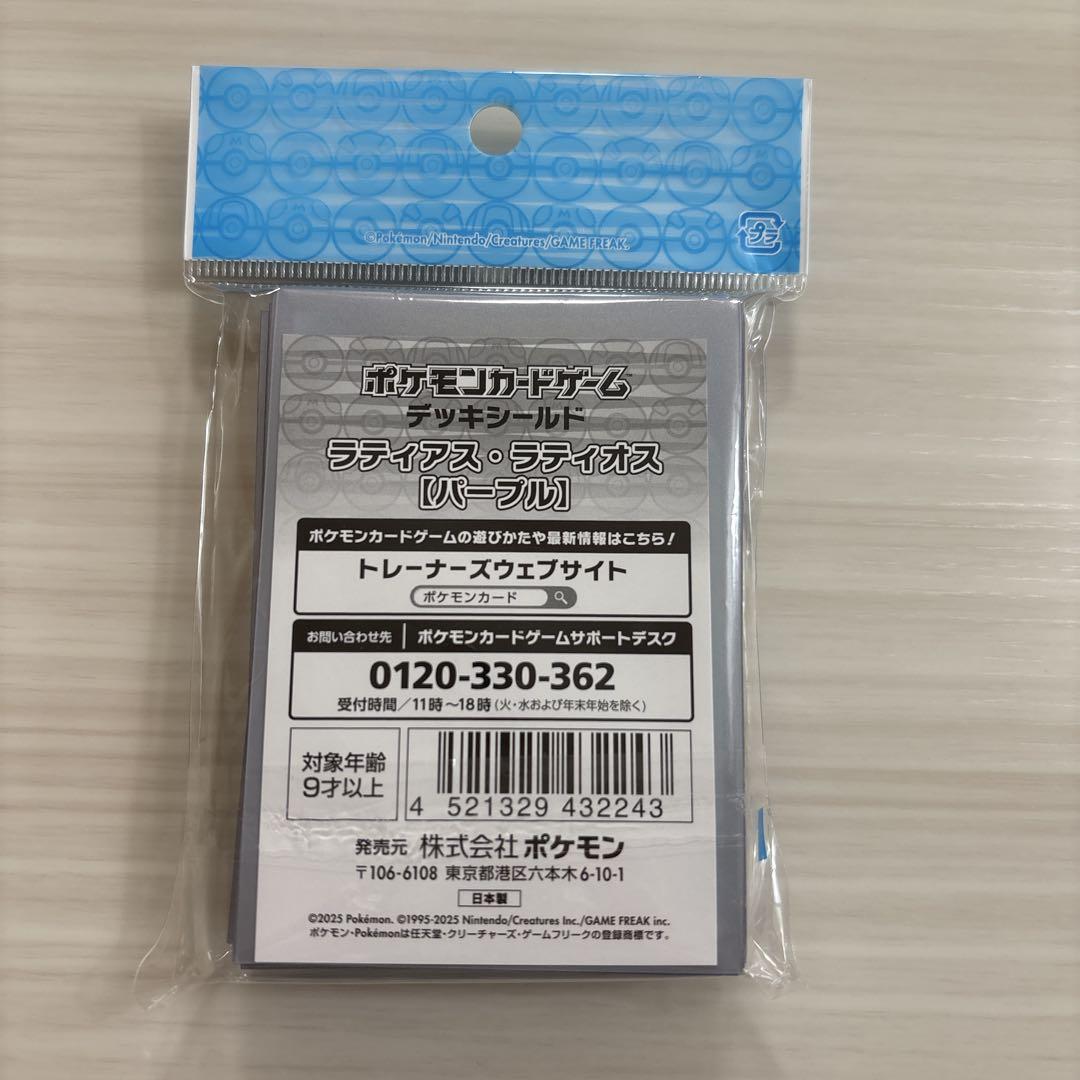 ©Pokémon/Nintendo/Creatures/GAME FREAK.
プラ
ポケモンカードゲーム™
デッキシールド
ラティアス・ラティオス
【パープル】
ポケモンカードゲームの遊びかたや最新情報はこちら!
トレーナーズウェブサイト
ポケモンカード
お問い合わせ先 ポケモンカードゲームサポートデスク
0120-330-362
受付時間/11時～18時(火・水および年末年始を除く)
対象年齢
9才以上
4 521329 432243
発売元 株式会社 ポケモン
〒106-6108 東京都港区六本木6-10-1
日本製
©2025 Pokémon. ©1995-2025 Nintendo/Creatures Inc./GAME FREAK inc.
ポケモン・Pokémonは任天堂・クリーチャーズ・ゲームフリークの登録商標です。